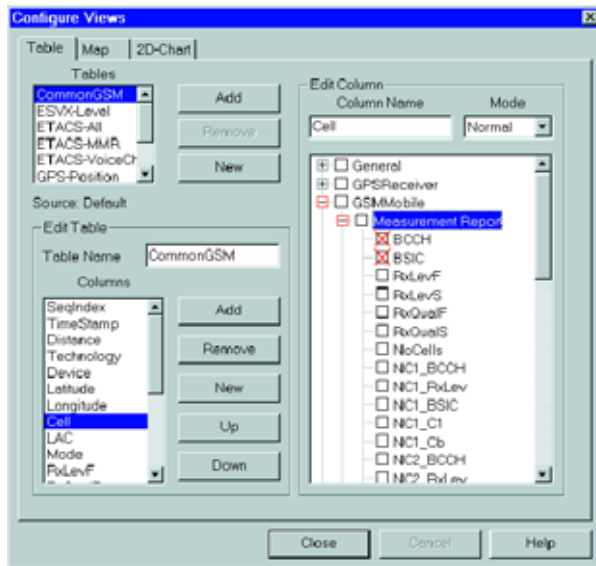 Configure Views
Table
Map
2D-Chart
Tables
CommonGSM
ESVX-Level
ETACS-All
ETACS-MMR
ETACS-VoiceCh
GPS-Position
Add
Remove
New
Source: Default
Edit Table
Table Name
CommonGSM
Columns
SeqIndex
TimeStamp
Distance
Technology
Device
Latitude
Longitude
Cell
LAC
Mode
RxLevF
Add
Remove
New
Up
Down
Edit Column
Column Name
Mode
Cell
Normal
General
GPSReceiver
GSMMobile
Measurement Report
BCCH
BSIC
RxLevF
RxLevS
RxQualF
RxQualS
NoCells
NC1_BCCH
NC1_RxLev
NC1_BSIC
NC1_C1
NC1_Cb
NC2_BCCH
NC2_RxLev
Close
Cancel
Help